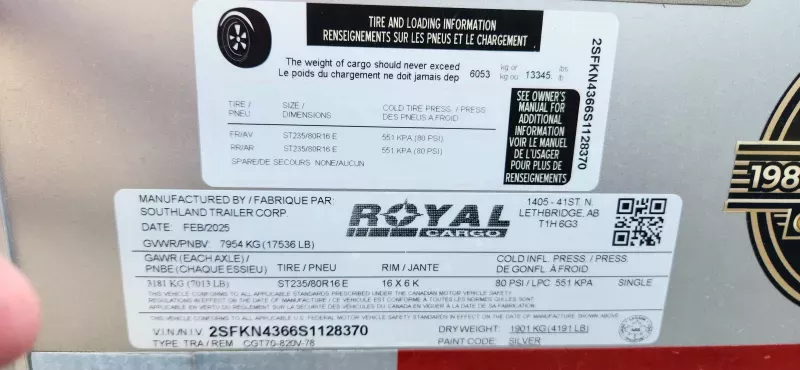 TIRE AND LOADING INFORMATION
RENSEIGNEMENTS SUR LES PNEUS ET LE CHARGEMENT
The weight of cargo should never exceed
Le poids du chargement ne doit jamais dep 6053 kg or kg ou 13345. lbs lb
TIRE / PNEU SIZE / DIMENSIONS COLD TIRE PRESS. / PRESS DES PNEUS A FROID
FR/AV ST235/80R16 E 551 KPA (80 PSI)
RR/AR ST235/80R16 E 551 KPA (80 PSI)
SPARE/DE SECOURS NONE/AUCUN
SEE OWNER'S
MANUAL FOR
ADDITIONAL
INFORMATION
VOIR LE MANUEL
DE L'USAGER
POUR PLUS DE
RENSEIGNEMENTS
2SFKN4366S1128370
198
MANUFACTURED BY / FABRIQUE PAR:
SOUTHLAND TRAILER CORP.
DATE: FEB/2025
GVWR/PNBV: 7954 KG (17536 LB)
ROYAL
CARGO
1405 - 41ST. N.
LETHBRIDGE, AB
T1H 6G3
GAWR (EACH AXLE) /
PNBE (CHAQUE ESSIEU) TIRE / PNEU RIM / JANTE COLD INFL. PRESS / PRESS. DE GONFL. À FROID
3181 KG (7013 LB) ST235/80R16 E 16 X 6 K 80 PSI / LPC 551 KPA SINGLE
V.I.N./N.I.V. 2SFKN4366S1128370 DRY WEIGHT: 1901 KG (4191 LB)
TYPE TRA / REM CGT70-820V-78 PAINT CODE: SILVER